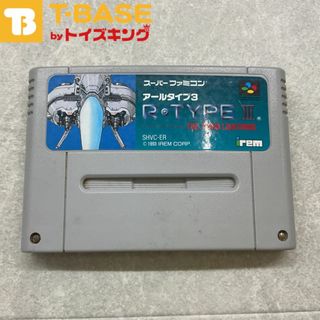 TB T·BASE
byトイズキング
スーパーファミコン
アールタイプ3
R·TYPE III
THE THIRD LIGHTNING
SHVC-ER
© 1993 IREM CORP.
irem